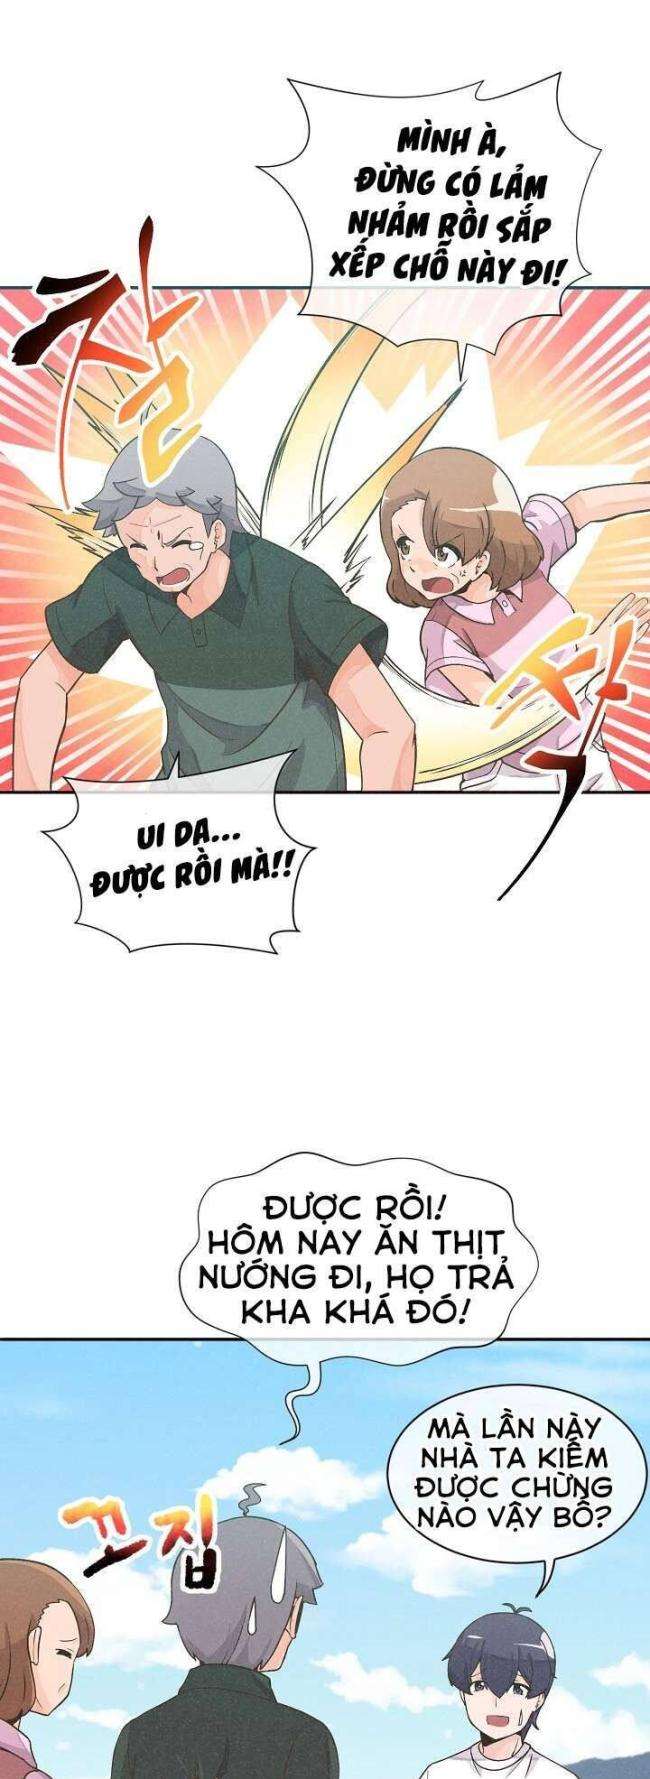 MÌNH À,
ĐỪNG CÓ LẢM
NHẢM RỒI SẮP
XẾP CHỖ NÀY ĐI!
찰
싹
UI DA...
ĐƯỢC RỒI MÀ!!
ĐƯỢC RỒI!
HÔM NAY ĂN THỊT
NƯỚNG ĐI, HỌ TRẢ
KHA KHÁ ĐÓ!
MÀ LẦN NÀY
NHÀ TA KIẾM
ĐƯỢC CHỪNG
NÀO VẬY BỐ?
꼬집